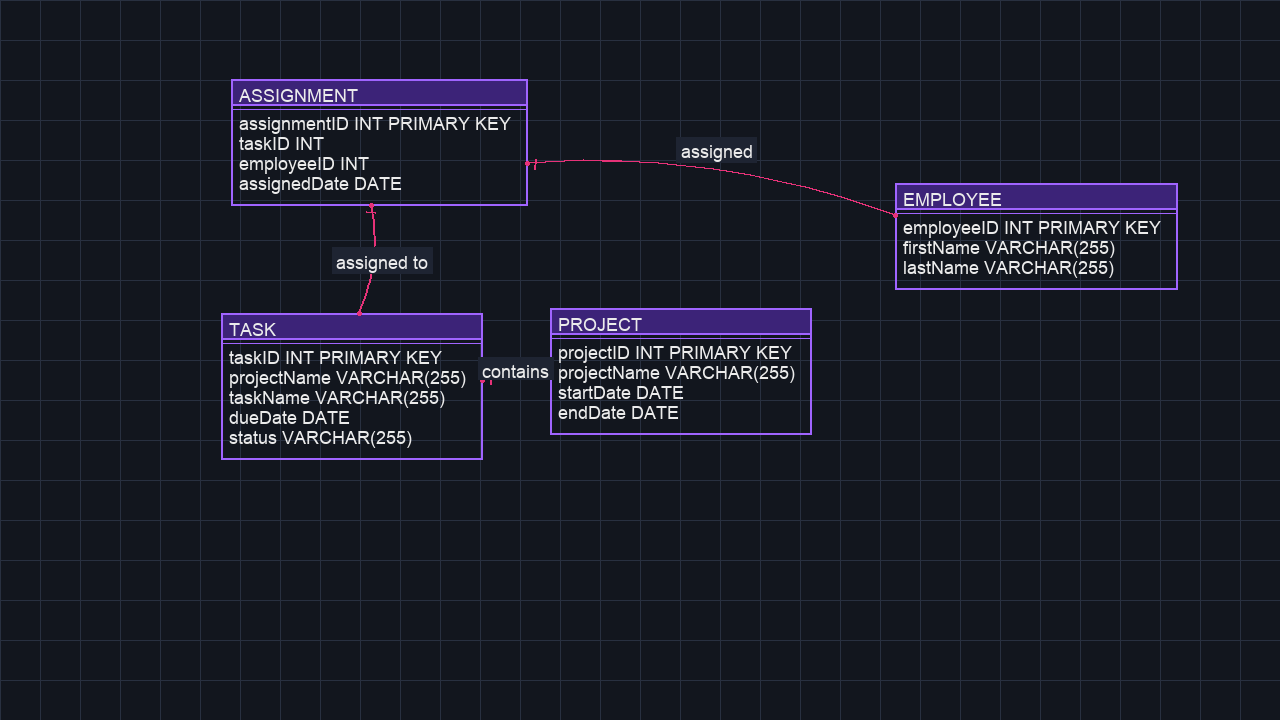 ASSIGNMENT
assignmentID INT PRIMARY KEY
taskID INT
employeeID INT
assignedDate DATE
assigned
EMPLOYEE
employeeID INT PRIMARY KEY
firstName VARCHAR(255)
lastName VARCHAR(255)
assigned to
TASK
taskID INT PRIMARY KEY
projectName VARCHAR(255)
taskName VARCHAR(255)
dueDate DATE
status VARCHAR(255)
contains
PROJECT
projectID INT PRIMARY KEY
projectName VARCHAR(255)
startDate DATE
endDate DATE